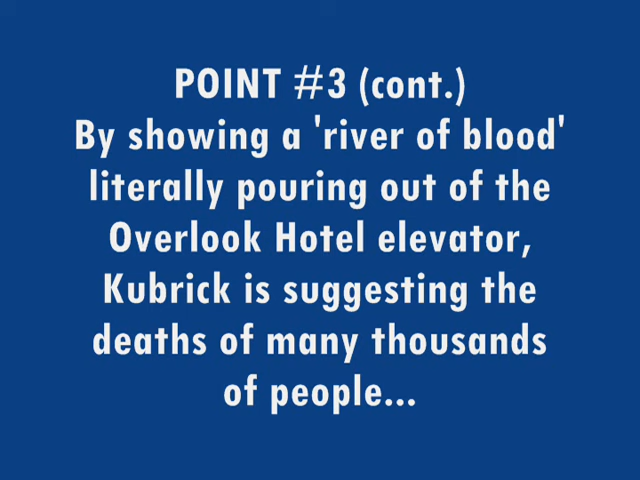 POINT #3 (cont.)
By showing a 'river of blood'
literally pouring out of the
Overlook Hotel elevator,
Kubrick is suggesting the
deaths of many thousands
of people...